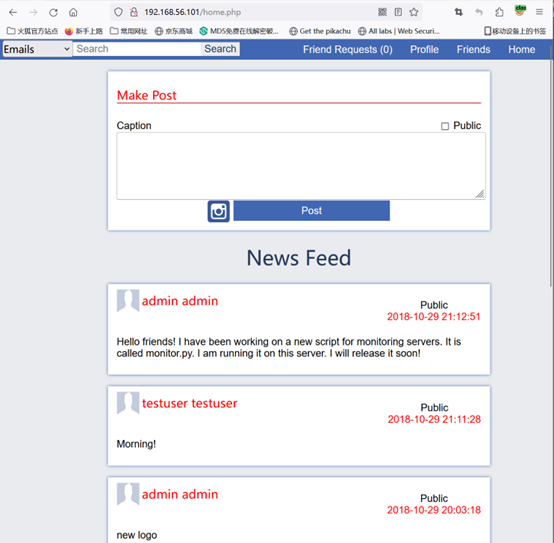 192.168.56.101/home.php
火狐官方站点 新手上路 常用网址 京东商城 MD5免费在线解密破... Get the pikachu All labs | Web Securi... 移动设备上的书签
Emails Search Search Friend Requests (0) Profile Friends Home
Make Post
Caption Public
Post
News Feed
admin admin
Public
2018-10-29 21:12:51
Hello friends! I have been working on a new script for monitoring servers. It is
called monitor.py. I am running it on this server. I will release it soon!
testuser testuser
Public
2018-10-29 21:11:28
Morning!
admin admin
Public
2018-10-29 20:03:18
new logo